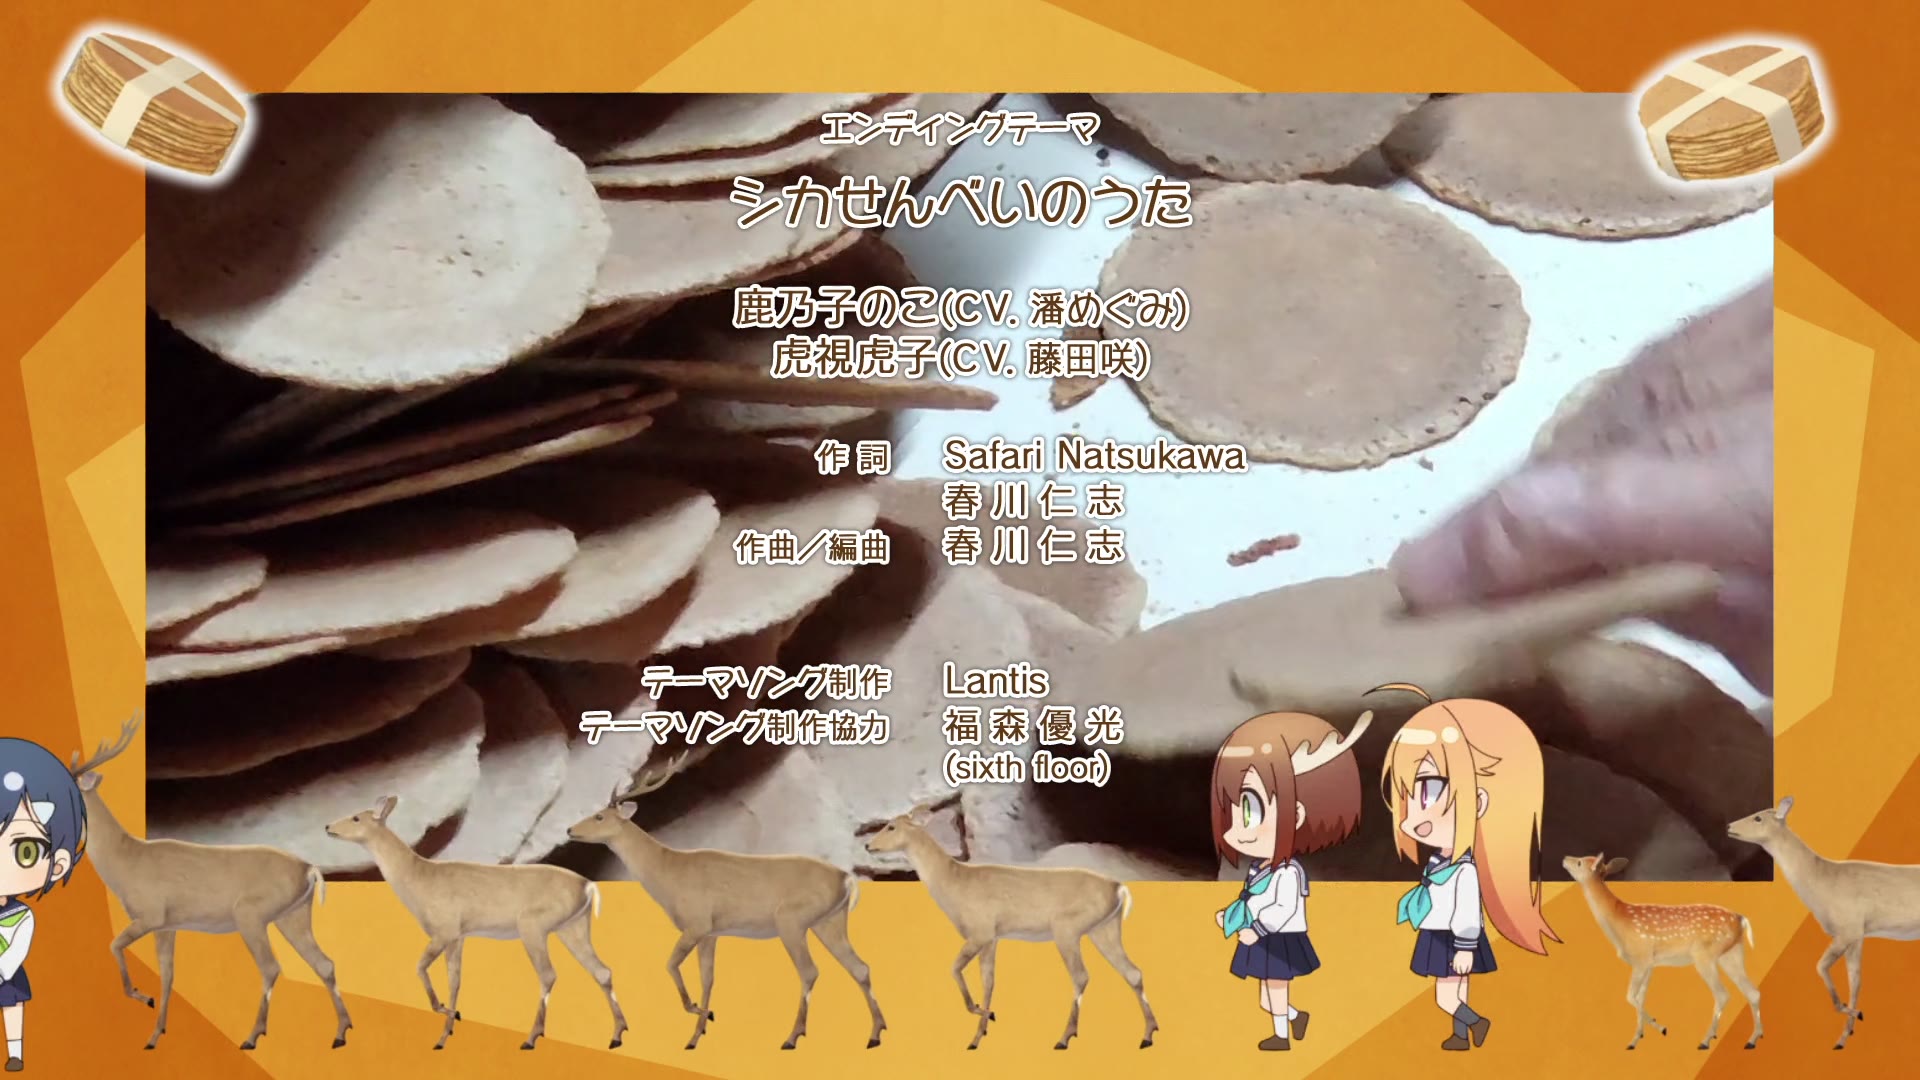 エンディングテーマ
シカせんべいのうた
鹿乃子のこ(CV. 潘めぐみ)
虎視虎子(CV. 藤田咲)
作詞 Safari Natsukawa
春川仁志
作曲／編曲 春川仁志
テーマソング制作 Lantis
テーマソング制作協力 福森優光
(sixth floor)